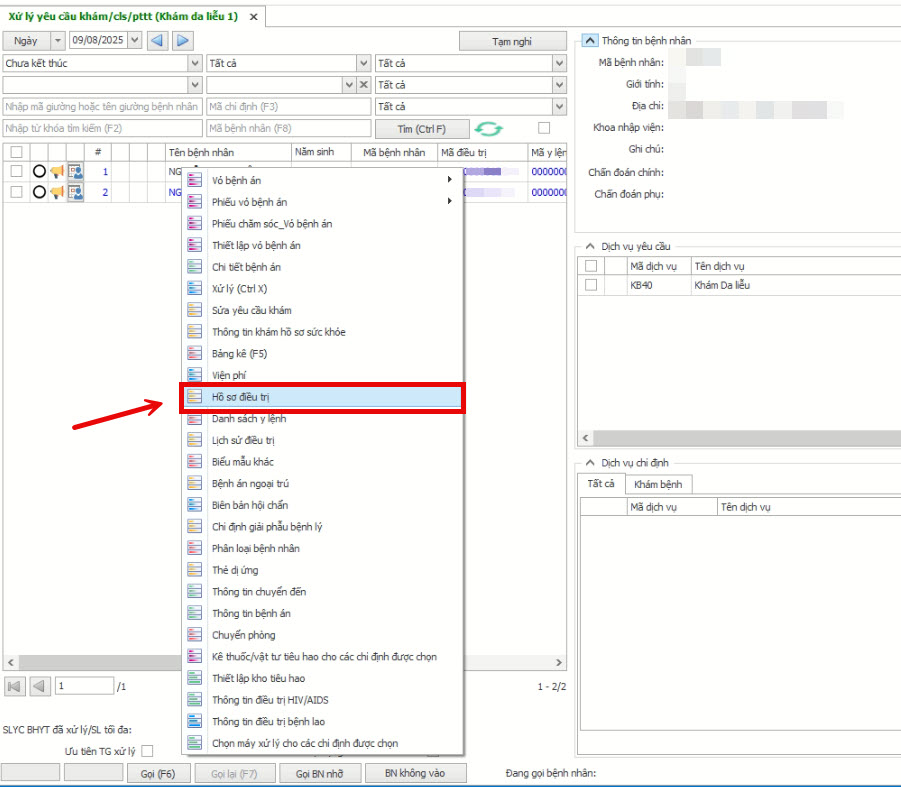 Xử lý yêu cầu khám/cls/pttt (Khám da liễu 1) ×
Ngày 09/08/2025 Tạm nghỉ
Chưa kết thúc Tất cả Tất cả
Tất cả
Nhập mã giường hoặc tên giường bệnh nhân Mã chỉ định (F3) Tất cả
Nhập từ khóa tìm kiếm (F2) Mã bệnh nhân (F8) Tìm (Ctrl F)
# Tên bệnh nhân Năm sinh Mã bệnh nhân Mã điều trị Mã y lện
1 NG 0000000
2 NG 0000000
Vỏ bệnh án
Phiếu vỏ bệnh án
Phiếu chăm sóc_Vỏ bệnh án
Thiết lập vỏ bệnh án
Chi tiết bệnh án
Xử lý (Ctrl X)
Sửa yêu cầu khám
Thông tin khám hồ sơ sức khỏe
Bảng kê (F5)
Viện phí
Hồ sơ điều trị
Danh sách y lệnh
Lịch sử điều trị
Biểu mẫu khác
Bệnh án ngoại trú
Biên bản hội chẩn
Chỉ định giải phẫu bệnh lý
Phân loại bệnh nhân
Thẻ dị ứng
Thông tin chuyển đến
Thông tin bệnh án
Chuyển phòng
Kê thuốc/vật tư tiêu hao cho các chỉ định được chọn
Thiết lập kho tiêu hao
Thông tin điều trị HIV/AIDS
Thông tin điều trị bệnh lao
Chọn máy xử lý cho các chỉ định được chọn
1 /1 1 - 2/2
SLYC BHYT đã xử lý/SL tối đa:
Ưu tiên TG xử lý
Gọi (F6) Gọi lại (F7) Gọi BN nhỡ BN không vào Đang gọi bệnh nhân:
Thông tin bệnh nhân
Mã bệnh nhân:
Giới tính:
Địa chỉ:
Khoa nhập viện:
Ghi chú:
Chẩn đoán chính:
Chẩn đoán phụ:
Dịch vụ yêu cầu
Mã dịch vụ Tên dịch vụ
KB40 Khám Da liễu
Dịch vụ chỉ định
Tất cả Khám bệnh
Mã dịch vụ Tên dịch vụ